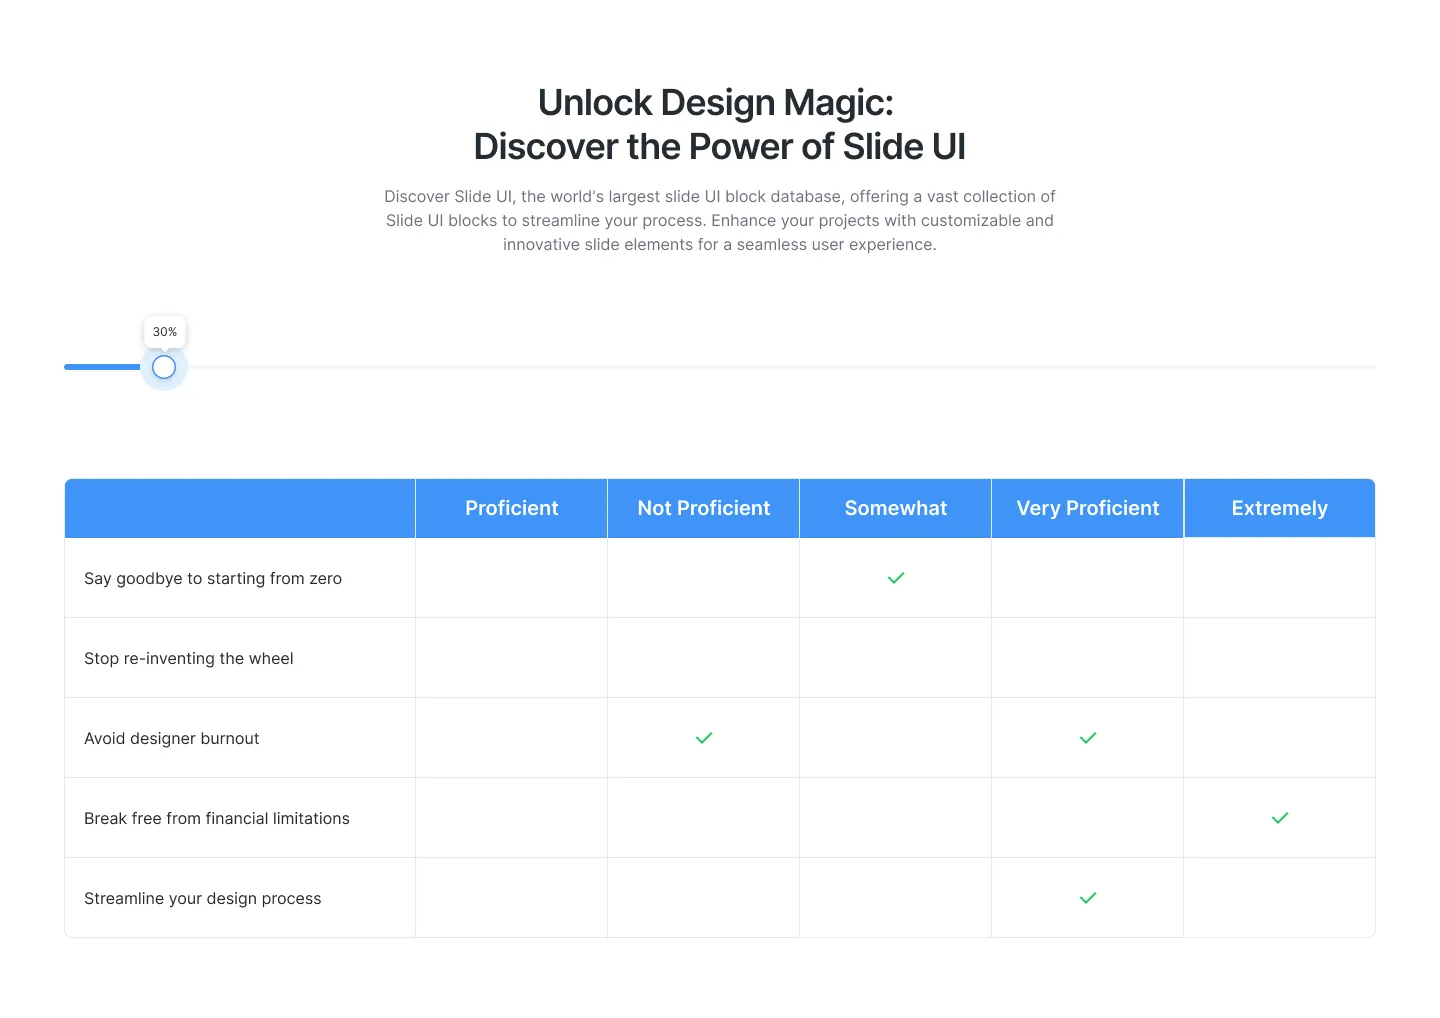 Unlock Design Magic:
Discover the Power of Slide UI
Discover Slide UI, the world's largest slide UI block database, offering a vast collection of
Slide UI blocks to streamline your process. Enhance your projects with customizable and
innovative slide elements for a seamless user experience.
30%
Proficient Not Proficient Somewhat Very Proficient Extremely
Say goodbye to starting from zero
Stop re-inventing the wheel
Avoid designer burnout
Break free from financial limitations
Streamline your design process